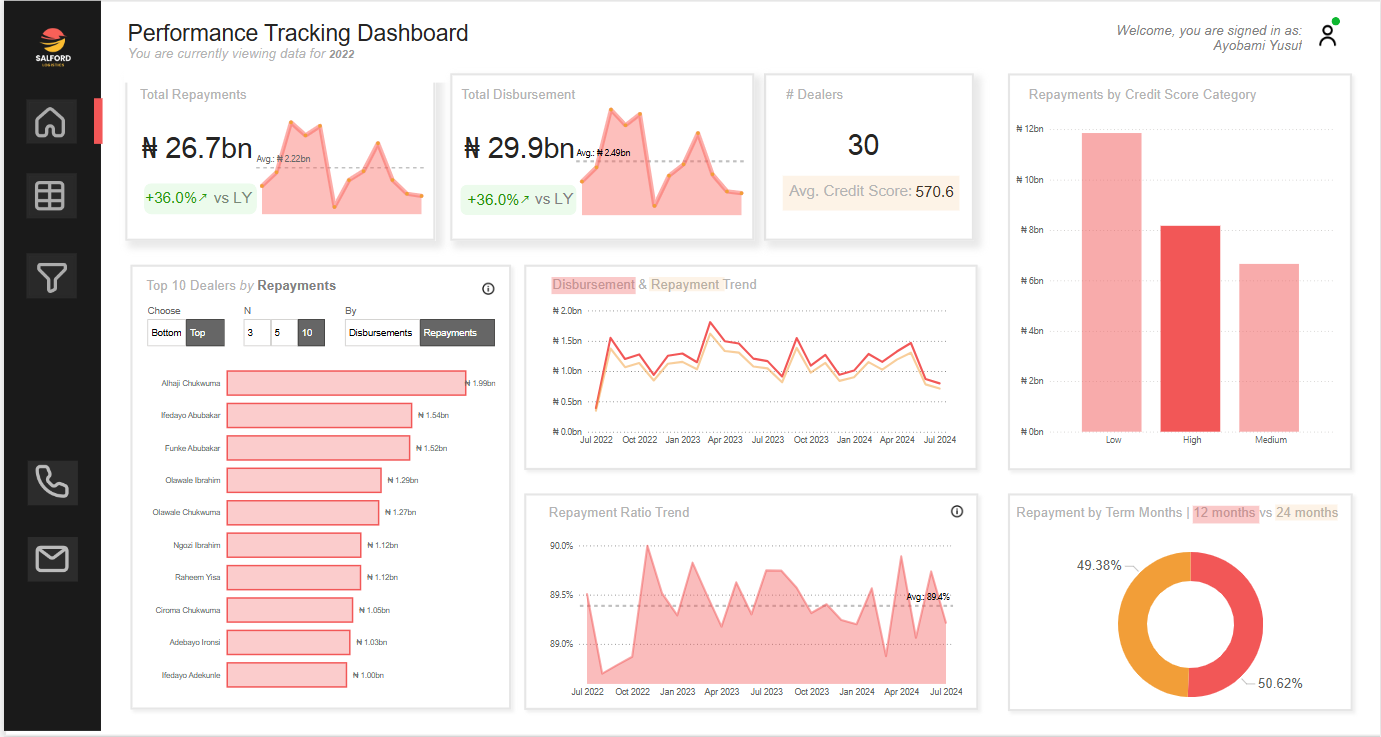 SALFORD
LOGISTICS
Performance Tracking Dashboard
You are currently viewing data for 2022
Welcome, you are signed in as:
Ayobami Yusuf
Total Repayments
₦ 26.7bn
Avg.: ₦ 2.22bn
+36.0%↗ vs LY
Total Disbursement
₦ 29.9bn
Avg.: ₦ 2.49bn
+36.0%↗ vs LY
# Dealers
30
Avg. Credit Score: 570.6
Repayments by Credit Score Category
₦ 12bn
₦ 10bn
₦ 8bn
₦ 6bn
₦ 4bn
₦ 2bn
₦ 0bn
Low High Medium
Top 10 Dealers by Repayments
Choose N By
Bottom Top 3 5 10 Disbursements Repayments
Alhaji Chukwuma ₦ 1.99bn
Ifedayo Abubakar ₦ 1.54bn
Funke Abubakar ₦ 1.52bn
Olawale Ibrahim ₦ 1.29bn
Olawale Chukwuma ₦ 1.27bn
Ngozi Ibrahim ₦ 1.12bn
Raheem Yisa ₦ 1.12bn
Ciroma Chukwuma ₦ 1.05bn
Adebayo Ironsi ₦ 1.03bn
Ifedayo Adekunle ₦ 1.00bn
Disbursement & Repayment Trend
₦ 2.0bn
₦ 1.5bn
₦ 1.0bn
₦ 0.5bn
₦ 0.0bn
Jul 2022 Oct 2022 Jan 2023 Apr 2023 Jul 2023 Oct 2023 Jan 2024 Apr 2024 Jul 2024
Repayment Ratio Trend
90.0%
89.5%
Avg.: 89.4%
89.0%
Jul 2022 Oct 2022 Jan 2023 Apr 2023 Jul 2023 Oct 2023 Jan 2024 Apr 2024 Jul 2024
Repayment by Term Months | 12 months vs 24 months
49.38%
50.62%